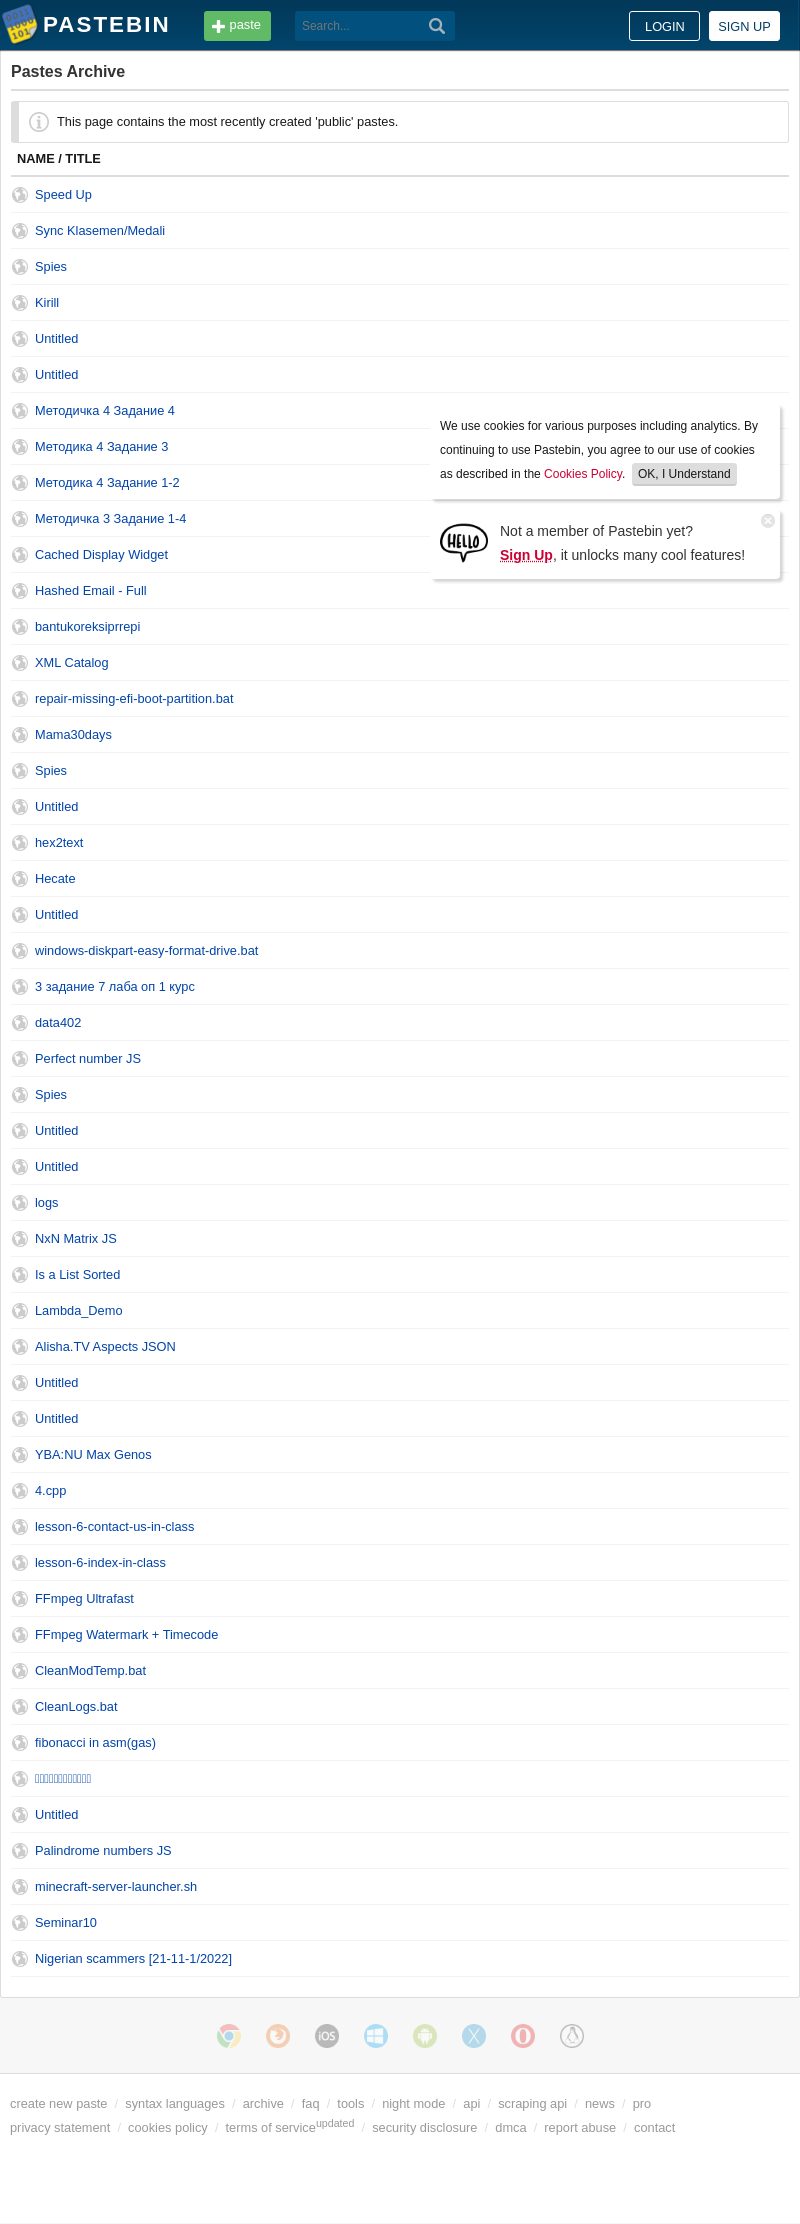 PASTEBIN paste Search... LOGIN SIGN UP
Pastes Archive
This page contains the most recently created 'public' pastes.
NAME / TITLE
Speed Up
Sync Klasemen/Medali
Spies
Kirill
Untitled
Untitled
Методичка 4 Задание 4
Методика 4 Задание 3
Методика 4 Задание 1-2
Методичка 3 Задание 1-4
Cached Display Widget
Hashed Email - Full
We use cookies for various purposes including analytics. By
continuing to use Pastebin, you agree to our use of cookies
as described in the Cookies Policy. OK, I Understand
HELLO
Not a member of Pastebin yet?
Sign Up, it unlocks many cool features!
bantukoreksiprrepi
XML Catalog
repair-missing-efi-boot-partition.bat
Mama30days
Spies
Untitled
hex2text
Hecate
Untitled
windows-diskpart-easy-format-drive.bat
3 задание 7 лаба оп 1 курс
data402
Perfect number JS
Spies
Untitled
Untitled
logs
NxN Matrix JS
Is a List Sorted
Lambda_Demo
Alisha.TV Aspects JSON
Untitled
Untitled
YBA:NU Max Genos
4.cpp
lesson-6-contact-us-in-class
lesson-6-index-in-class
FFmpeg Ultrafast
FFmpeg Watermark + Timecode
CleanModTemp.bat
CleanLogs.bat
fibonacci in asm(gas)
Untitled
Palindrome numbers JS
minecraft-server-launcher.sh
Seminar10
Nigerian scammers [21-11-1/2022]
iOS
create new paste / syntax languages / archive / faq / tools / night mode / api / scraping api / news / pro
privacy statement / cookies policy / terms of serviceupdated / security disclosure / dmca / report abuse / contact